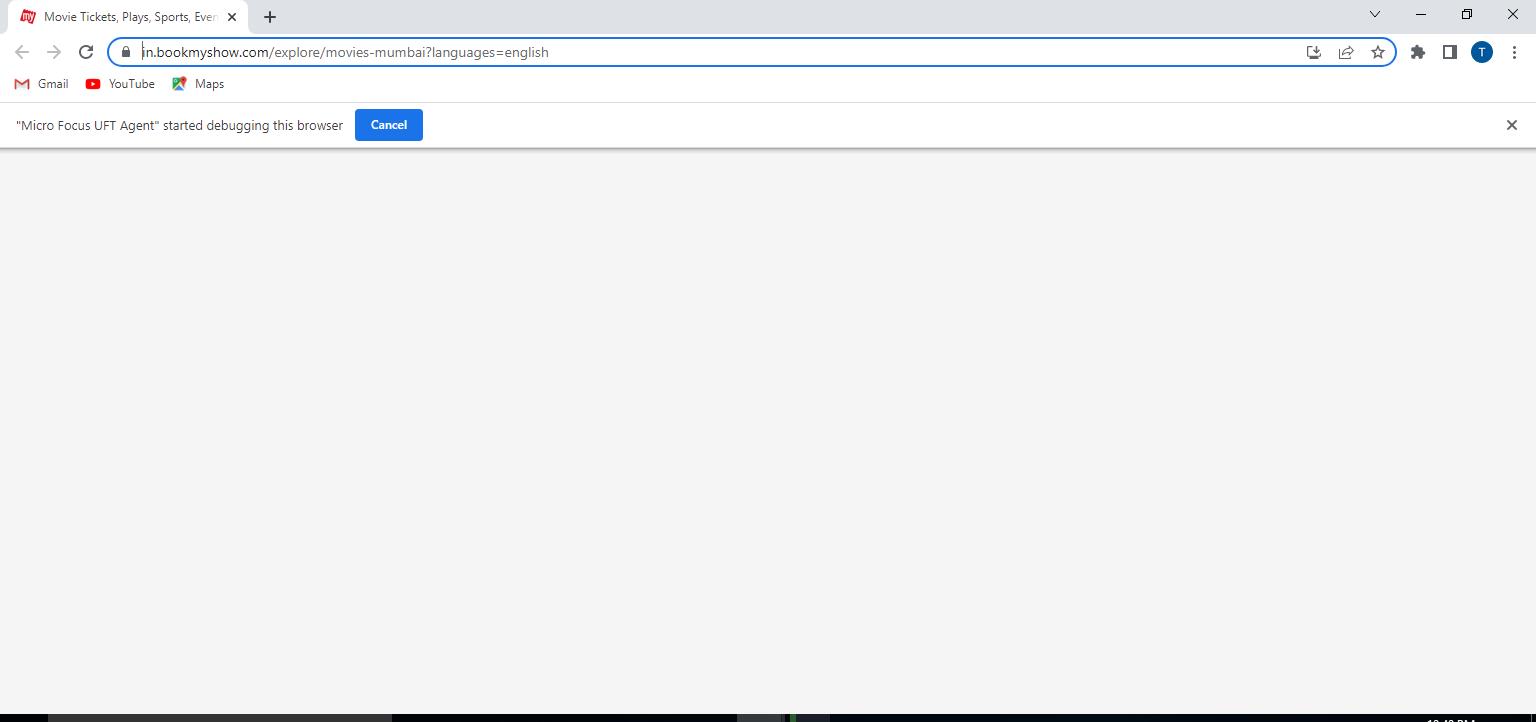 my Movie Tickets, Plays, Sports, Even
in.bookmyshow.com/explore/movies-mumbai?languages=english
T
Gmail YouTube Maps
"Micro Focus UFT Agent" started debugging this browser Cancel